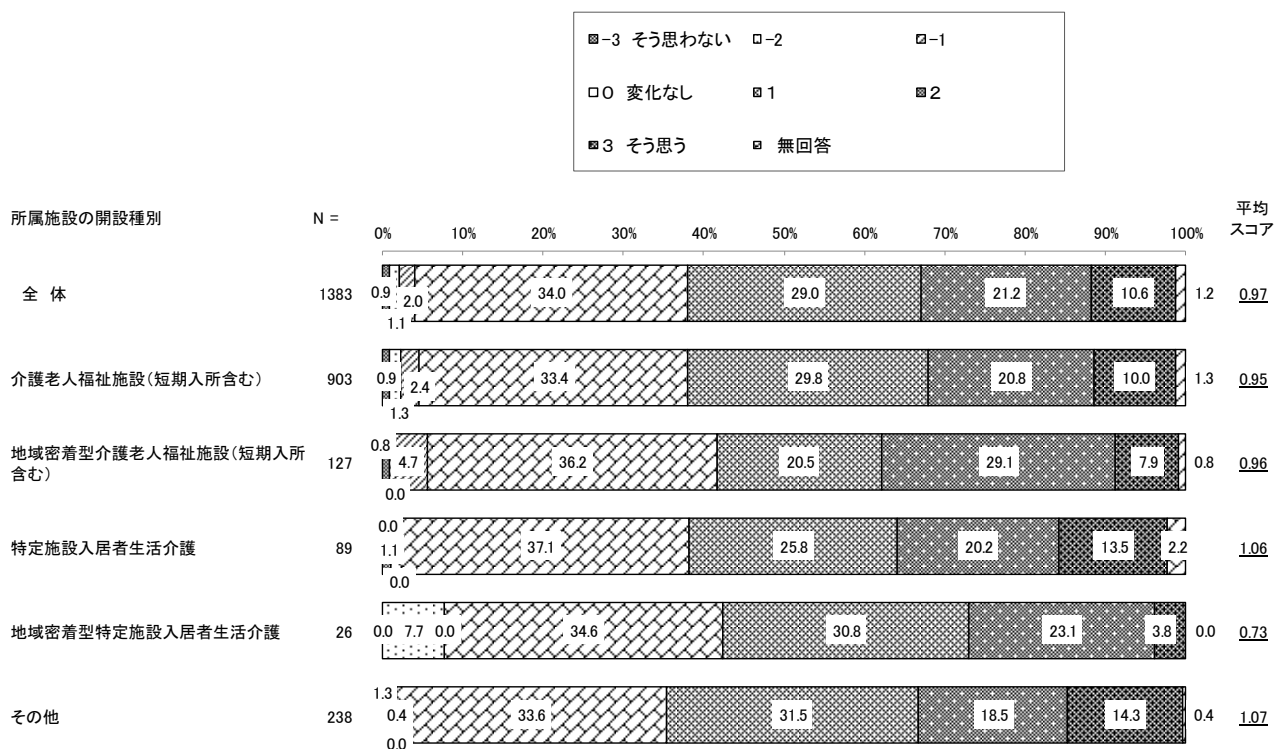 -3 そう思わない -2 -1
0 変化なし 1 2
3 そう思う 無回答
所属施設の開設種別 N = 平均スコア
0% 10% 20% 30% 40% 50% 60% 70% 80% 90% 100%
全 体 1383 0.9 1.1 2.0 34.0 29.0 21.2 10.6 1.2 0.97
介護老人福祉施設(短期入所含む) 903 0.9 1.3 2.4 33.4 29.8 20.8 10.0 1.3 0.95
地域密着型介護老人福祉施設(短期入所
含む) 127 0.8 0.0 4.7 36.2 20.5 29.1 7.9 0.8 0.96
特定施設入居者生活介護 89 0.0 1.1 0.0 37.1 25.8 20.2 13.5 2.2 1.06
地域密着型特定施設入居者生活介護 26 0.0 7.7 0.0 34.6 30.8 23.1 3.8 0.0 0.73
その他 238 1.3 0.4 0.0 33.6 31.5 18.5 14.3 0.4 1.07